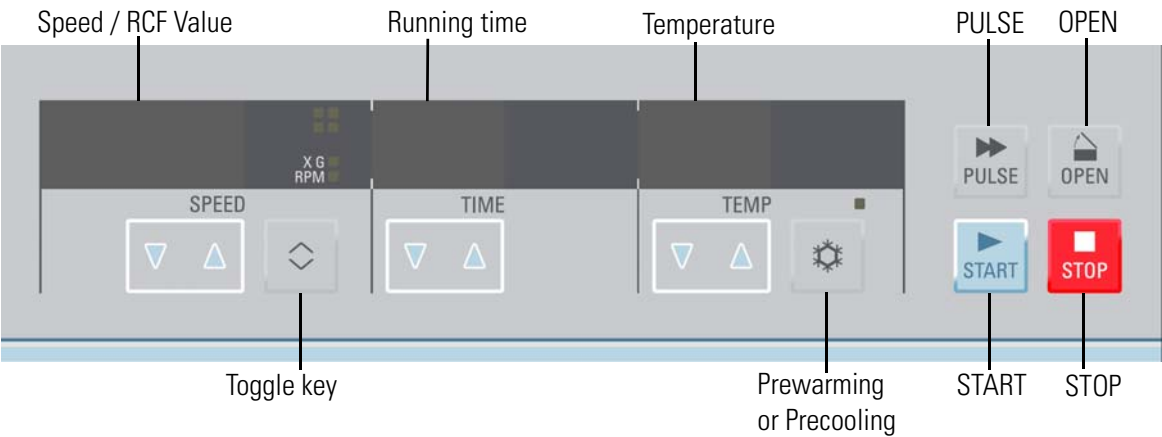 Speed / RCF Value
Running time
Temperature
PULSE
OPEN
X G
RPM
PULSE
OPEN
SPEED
TIME
TEMP
START
STOP
Toggle key
Prewarming
or Precooling
START
STOP